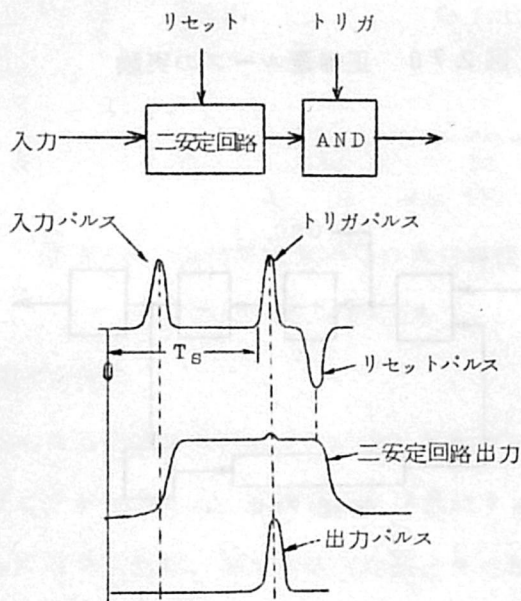 リセット
トリガ
入力
二安定回路
AND
入力パルス
トリガパルス
Ts
リセットパルス
二安定回路出力
出力パルス